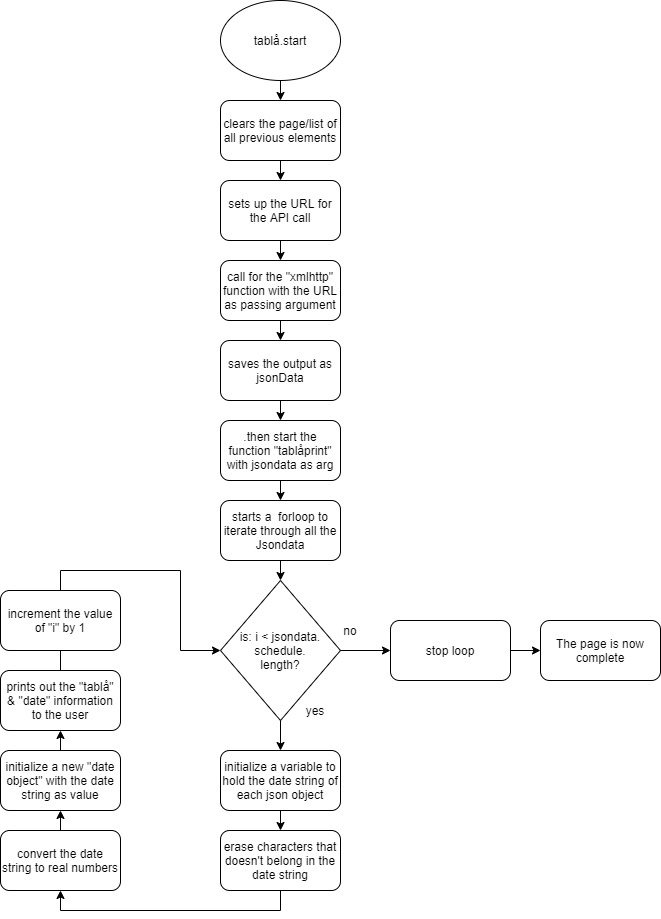 tablå.start
clears the page/list of
all previous elements
sets up the URL for
the API call
call for the "xmlhttp"
function with the URL
as passing argument
saves the output as
jsonData
.then start the
function "tablåprint"
with jsondata as arg
starts a  forloop to
iterate through all the
Jsondata
is: i < jsondata.
schedule.
length?
no
stop loop
The page is now
complete
yes
initialize a variable to
hold the date string of
each json object
erase characters that
doesn't belong in the
date string
convert the date
string to real numbers
initialize a new "date
object" with the date
string as value
prints out the "tablå"
& "date" information
to the user
increment the value
of "i" by 1